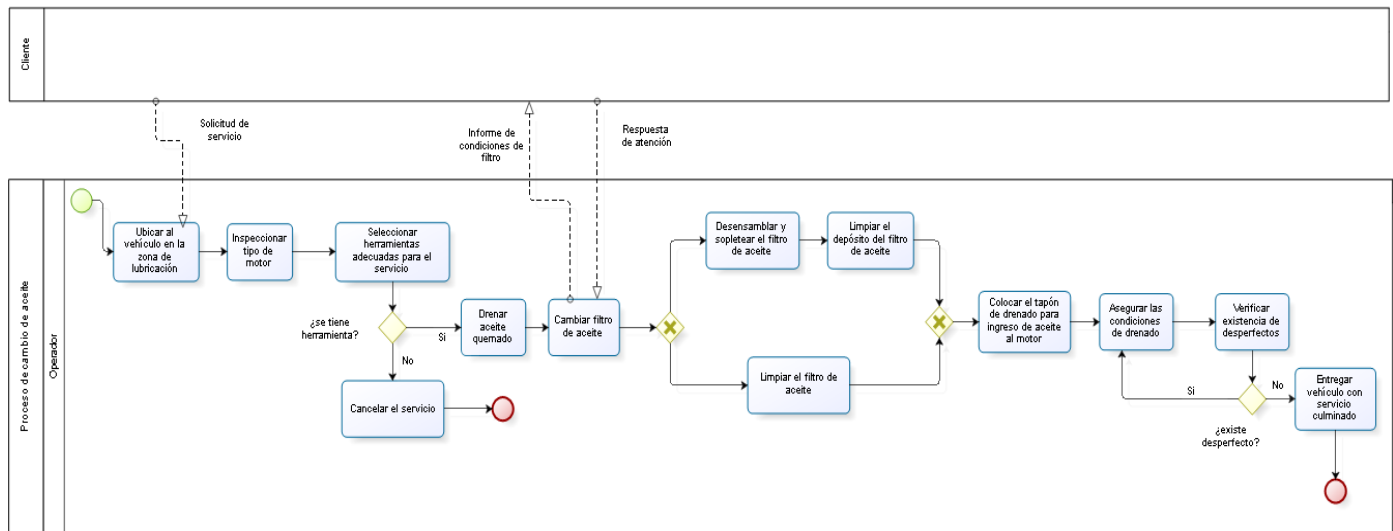 Cliente
Solicitud de
servicio
Informe de
condiciones de
filtro
Respuesta
de atención
Proceso de cambio de aceite
Operador
Ubicar al
vehículo en la
zona de
lubricación
Inspeccionar
tipo de
motor
Seleccionar
herramientas
adecuadas para el
servicio
¿se tiene
herramienta?
Si
No
Cancelar el servicio
Drenar
aceite
quemado
Cambiar filtro
de aceite
Desensamblar y
sopletear el filtro
de aceite
Limpiar el
depósito del filtro
de aceite
Limpiar el filtro de
aceite
Colocar el tapón
de drenado para
ingreso de aceite
al motor
Asegurar las
condiciones
de drenado
Verificar
existencia de
desperfectos
Si
No
¿existe
desperfecto?
Entregar
vehículo con
servicio
culminado